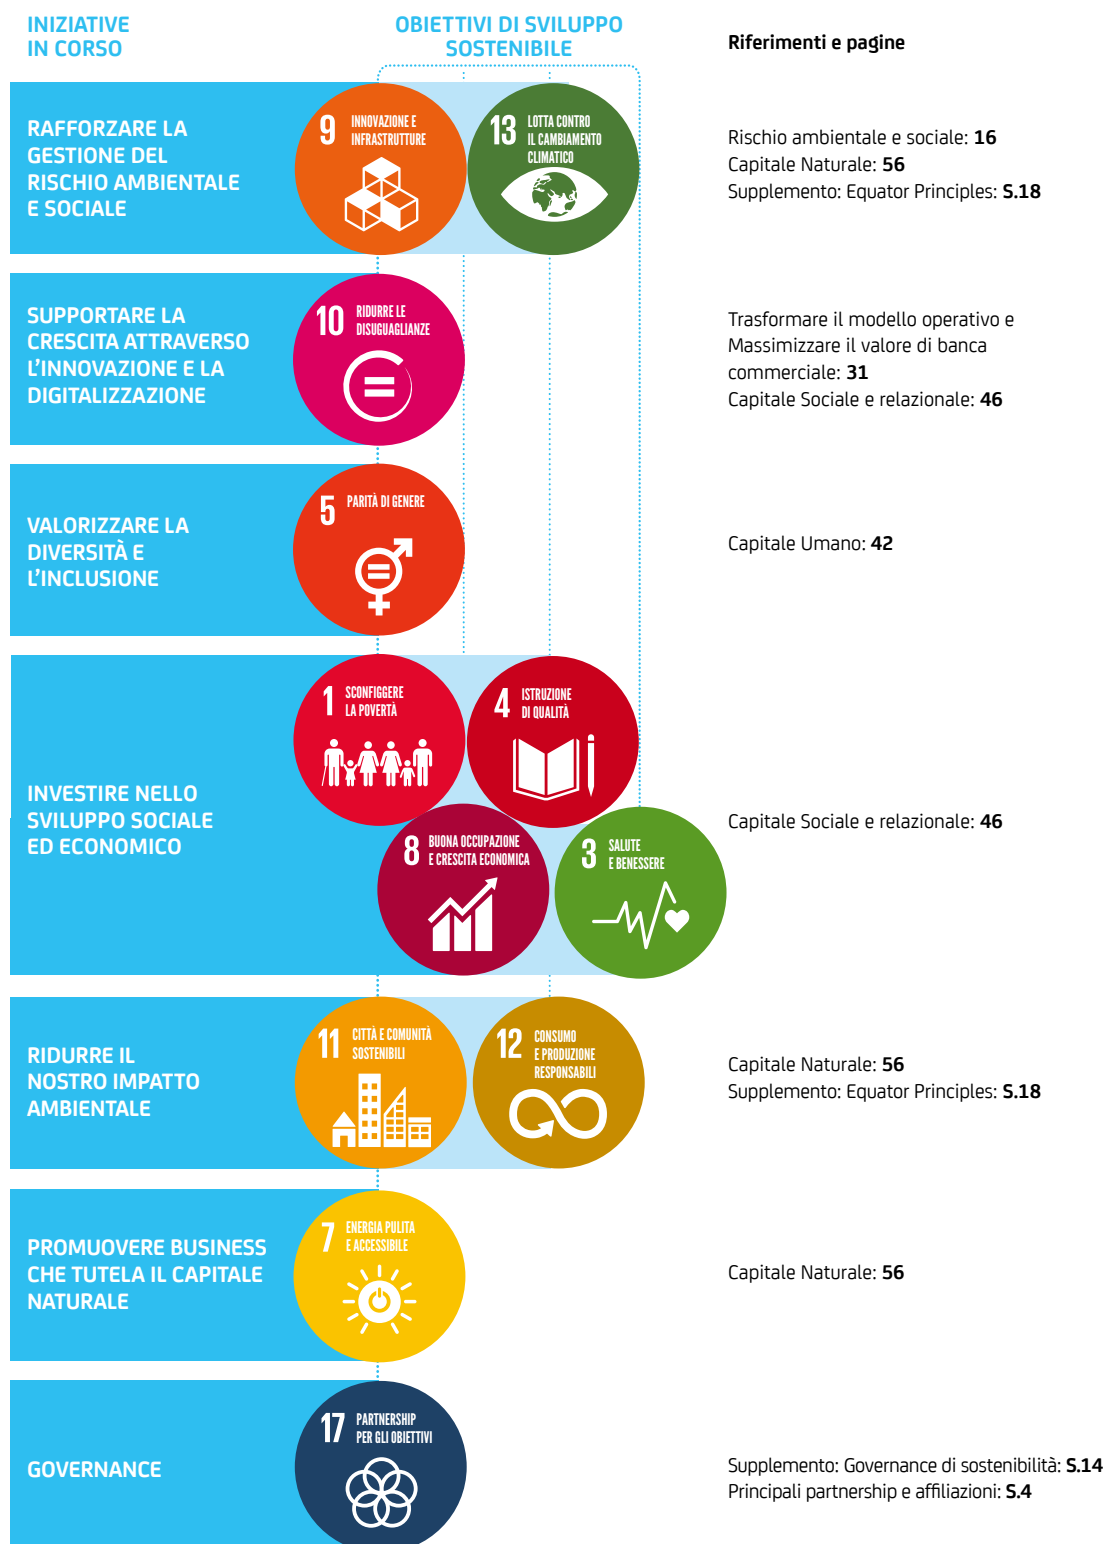 INIZIATIVE
IN CORSO
OBIETTIVI DI SVILUPPO
SOSTENIBILE
Riferimenti e pagine
RAFFORZARE LA
GESTIONE DEL
RISCHIO AMBIENTALE
E SOCIALE
9 INNOVAZIONE E
INFRASTRUTTURE
13 LOTTA CONTRO
IL CAMBIAMENTO
CLIMATICO
Rischio ambientale e sociale: 16
Capitale Naturale: 56
Supplemento: Equator Principles: S.18
SUPPORTARE LA
CRESCITA ATTRAVERSO
L’INNOVAZIONE E LA
DIGITALIZZAZIONE
10 RIDURRE LE
DISUGUAGLIANZE
Trasformare il modello operativo e
Massimizzare il valore di banca
commerciale: 31
Capitale Sociale e relazionale: 46
VALORIZZARE LA
DIVERSITÀ E
L’INCLUSIONE
5 PARITÀ DI GENERE
Capitale Umano: 42
INVESTIRE NELLO
SVILUPPO SOCIALE
ED ECONOMICO
1 SCONFIGGERE
LA POVERTÀ
4 ISTRUZIONE
DI QUALITÀ
8 BUONA OCCUPAZIONE
E CRESCITA ECONOMICA
3 SALUTE
E BENESSERE
Capitale Sociale e relazionale: 46
RIDURRE IL
NOSTRO IMPATTO
AMBIENTALE
11 CITTÀ E COMUNITÀ
SOSTENIBILI
12 CONSUMO
E PRODUZIONE
RESPONSABILI
Capitale Naturale: 56
Supplemento: Equator Principles: S.18
PROMUOVERE BUSINESS
CHE TUTELA IL CAPITALE
NATURALE
7 ENERGIA PULITA
E ACCESSIBILE
Capitale Naturale: 56
GOVERNANCE
17 PARTNERSHIP
PER GLI OBIETTIVI
Supplemento: Governance di sostenibilità: S.14
Principali partnership e affiliazioni: S.4